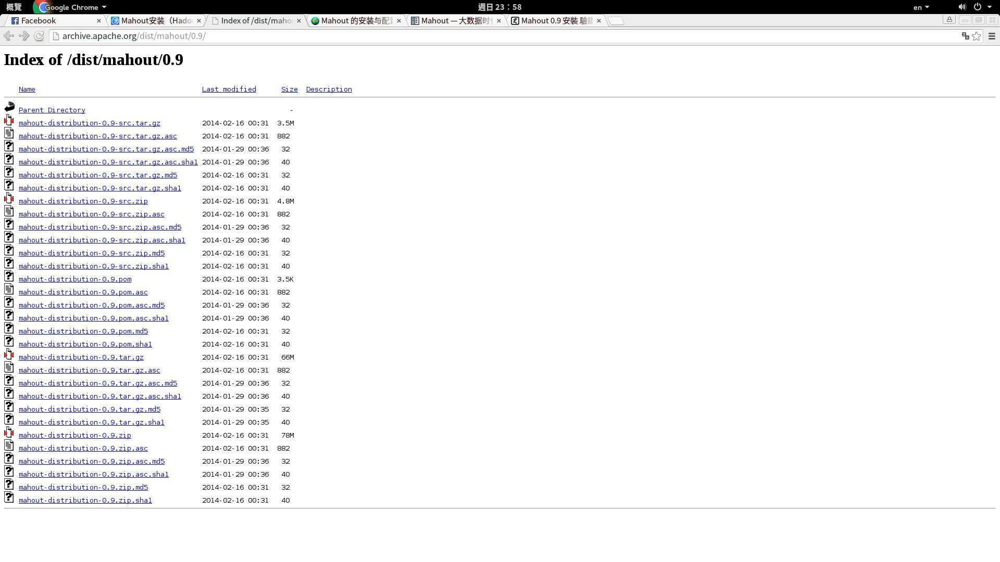 概覽 Google Chrome 週日 23：58 en
Facebook Mahout安装（Hado Index of /dist/maho Mahout 的安装与配置 Mahout — 大数据时 Mahout 0.9 安裝 驗
archive.apache.org/dist/mahout/0.9/
Index of /dist/mahout/0.9
Name Last modified Size Description
Parent Directory -
mahout-distribution-0.9-src.tar.gz 2014-02-16 00:31 3.5M
mahout-distribution-0.9-src.tar.gz.asc 2014-02-16 00:31 882
mahout-distribution-0.9-src.tar.gz.asc.md5 2014-01-29 00:36 32
mahout-distribution-0.9-src.tar.gz.asc.sha1 2014-01-29 00:36 40
mahout-distribution-0.9-src.tar.gz.md5 2014-02-16 00:31 32
mahout-distribution-0.9-src.tar.gz.sha1 2014-02-16 00:31 40
mahout-distribution-0.9-src.zip 2014-02-16 00:31 4.8M
mahout-distribution-0.9-src.zip.asc 2014-02-16 00:31 882
mahout-distribution-0.9-src.zip.asc.md5 2014-01-29 00:36 32
mahout-distribution-0.9-src.zip.asc.sha1 2014-01-29 00:36 40
mahout-distribution-0.9-src.zip.md5 2014-02-16 00:31 32
mahout-distribution-0.9-src.zip.sha1 2014-02-16 00:31 40
mahout-distribution-0.9.pom 2014-02-16 00:31 3.5K
mahout-distribution-0.9.pom.asc 2014-02-16 00:31 882
mahout-distribution-0.9.pom.asc.md5 2014-01-29 00:36 32
mahout-distribution-0.9.pom.asc.sha1 2014-01-29 00:36 40
mahout-distribution-0.9.pom.md5 2014-02-16 00:31 32
mahout-distribution-0.9.pom.sha1 2014-02-16 00:31 40
mahout-distribution-0.9.tar.gz 2014-02-16 00:31 66M
mahout-distribution-0.9.tar.gz.asc 2014-02-16 00:31 882
mahout-distribution-0.9.tar.gz.asc.md5 2014-01-29 00:36 32
mahout-distribution-0.9.tar.gz.asc.sha1 2014-01-29 00:36 40
mahout-distribution-0.9.tar.gz.md5 2014-01-29 00:35 32
mahout-distribution-0.9.tar.gz.sha1 2014-01-29 00:35 40
mahout-distribution-0.9.zip 2014-02-16 00:31 78M
mahout-distribution-0.9.zip.asc 2014-02-16 00:31 882
mahout-distribution-0.9.zip.asc.md5 2014-01-29 00:36 32
mahout-distribution-0.9.zip.asc.sha1 2014-01-29 00:36 40
mahout-distribution-0.9.zip.md5 2014-02-16 00:31 32
mahout-distribution-0.9.zip.sha1 2014-02-16 00:31 40